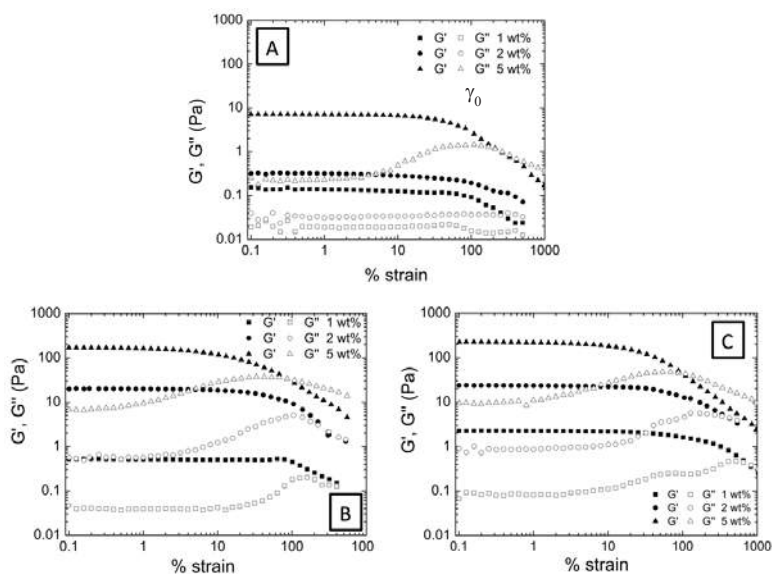 1000
100
10
1
0.1
0.01
G', G'' (Pa)
A
■ G' □ G'' 1 wt%
● G' ○ G'' 2 wt%
▲ G' △ G'' 5 wt%
γ0
0.1 1 10 100 1000
% strain
1000
100
10
1
0.1
0.01
G', G'' (Pa)
■ G' □ G'' 1 wt%
● G' ○ G'' 2 wt%
▲ G' △ G'' 5 wt%
B
0.1 1 10 100 100
% strain
1000
100
10
1
0.1
0.01
G', G'' (Pa)
C
■ G' □ G'' 1 wt%
● G' ○ G'' 2 wt%
▲ G' △ G'' 5 wt%
0.1 1 10 100 1000
% strain